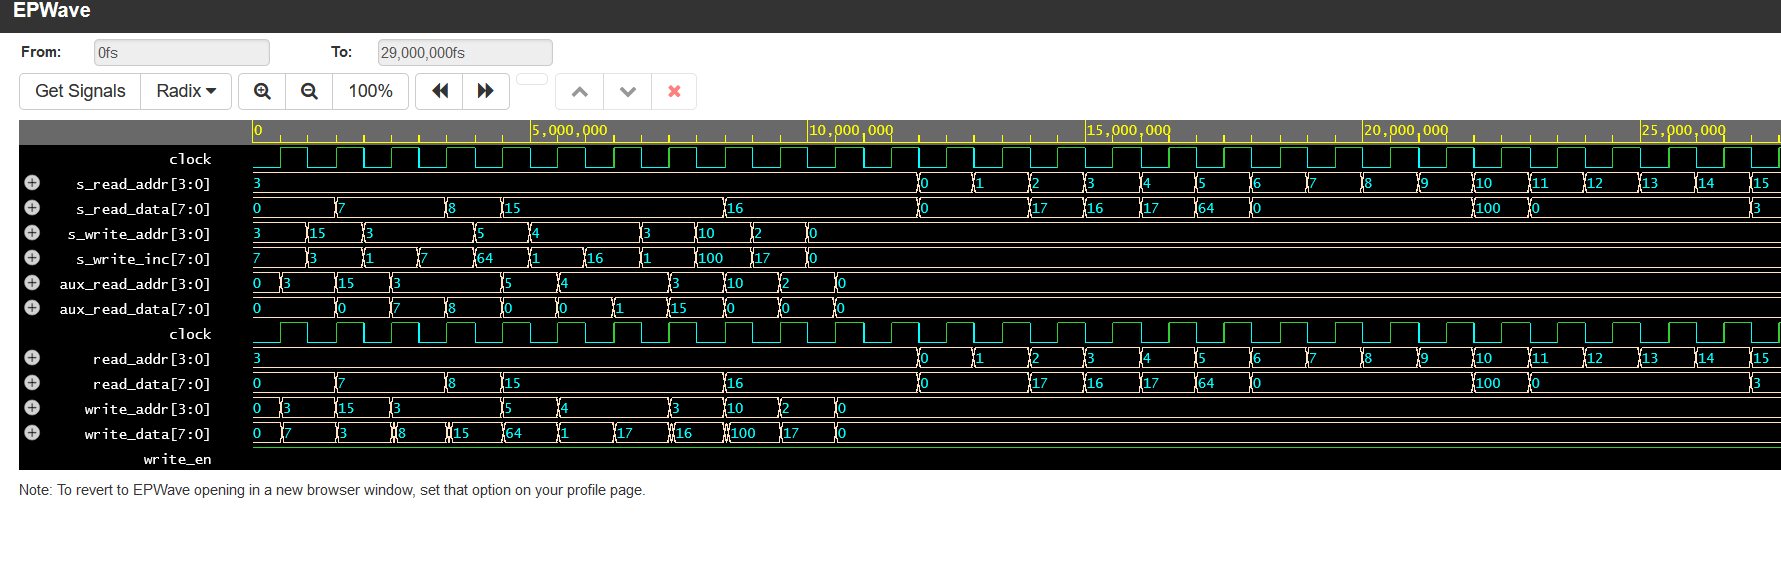 EPWave
From: 0fs To: 29,000,000fs
Get Signals Radix 100%
0 5,000,000 10,000,000 15,000,000 20,000,000 25,000,000
clock
s_read_addr[3:0] 3 0 1 2 3 4 5 6 7 8 9 10 11 12 13 14 15
s_read_data[7:0] 0 7 8 15 16 0 17 16 17 64 0 100 0 3
s_write_addr[3:0] 3 15 3 5 4 3 10 2 0
s_write_inc[7:0] 7 3 1 7 64 1 16 1 100 17 0
aux_read_addr[3:0] 0 3 15 3 5 4 3 10 2 0
aux_read_data[7:0] 0 0 7 8 0 0 1 15 0 0 0
clock
read_addr[3:0] 3 0 1 2 3 4 5 6 7 8 9 10 11 12 13 14 15
read_data[7:0] 0 7 8 15 16 0 17 16 17 64 0 100 0 3
write_addr[3:0] 0 3 15 3 5 4 3 10 2 0
write_data[7:0] 0 7 3 8 15 64 1 17 16 100 17 0
write_en
Note: To revert to EPWave opening in a new browser window, set that option on your profile page.